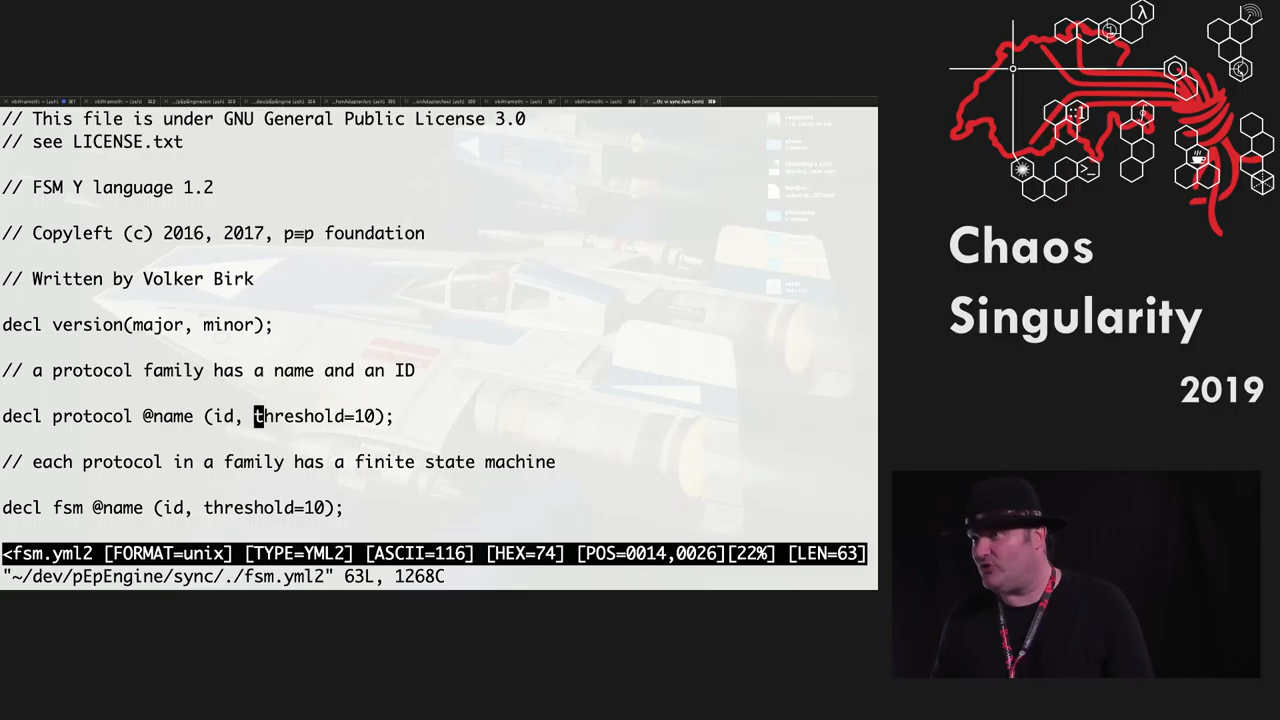 // This file is under GNU General Public License 3.0
// see LICENSE.txt
// FSM Y language 1.2
// Copyleft (c) 2016, 2017, p≡p foundation
// Written by Volker Birk
decl version(major, minor);
// a protocol family has a name and an ID
decl protocol @name (id, threshold=10);
// each protocol in a family has a finite state machine
decl fsm @name (id, threshold=10);
<fsm.yml2 [FORMAT=unix] [TYPE=YML2] [ASCII=116] [HEX=74] [POS=0014,0026][22%] [LEN=63]
"~/dev/pEpEngine/sync/./fsm.yml2" 63L, 1268C
λ
:1
>_
Chaos
Singularity
2019